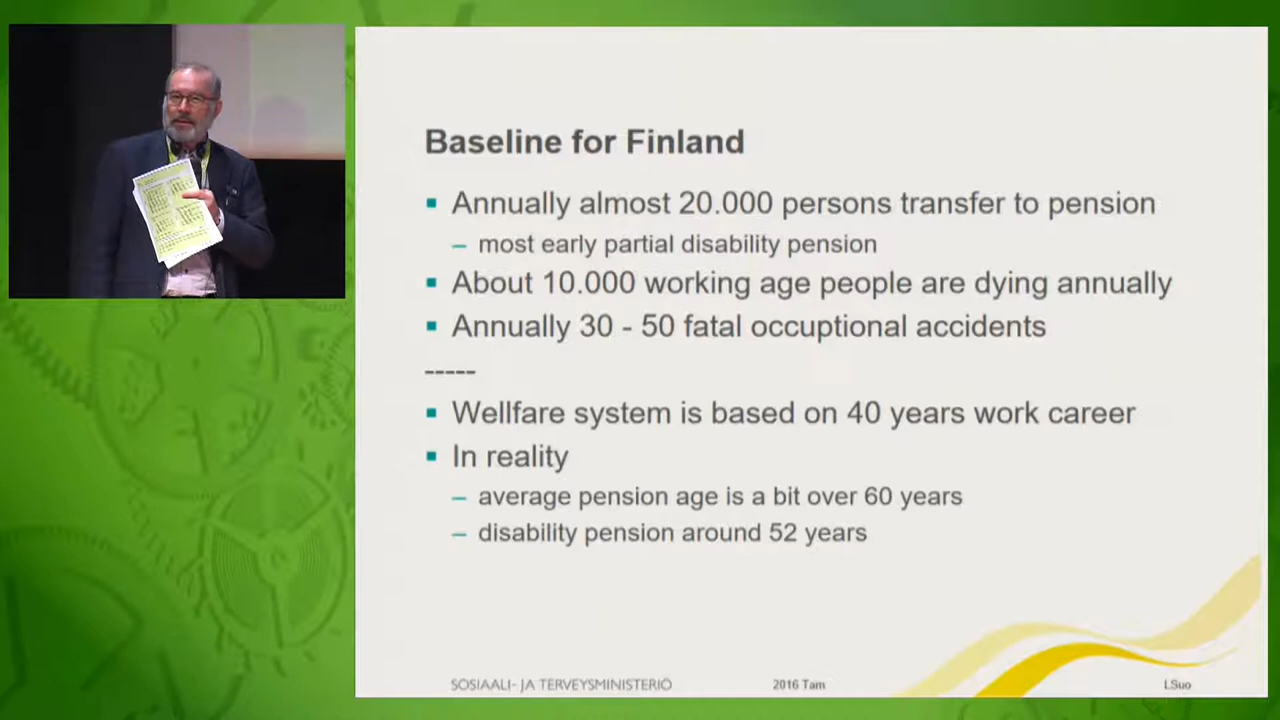 Baseline for Finland
▪ Annually almost 20.000 persons transfer to pension
– most early partial disability pension
▪ About 10.000 working age people are dying annually
▪ Annually 30 - 50 fatal occuptional accidents
-----
▪ Wellfare system is based on 40 years work career
▪ In reality
– average pension age is a bit over 60 years
– disability pension around 52 years
SOSIAALI- JA TERVEYSMINISTERIÖ 2016 Tam LSuo